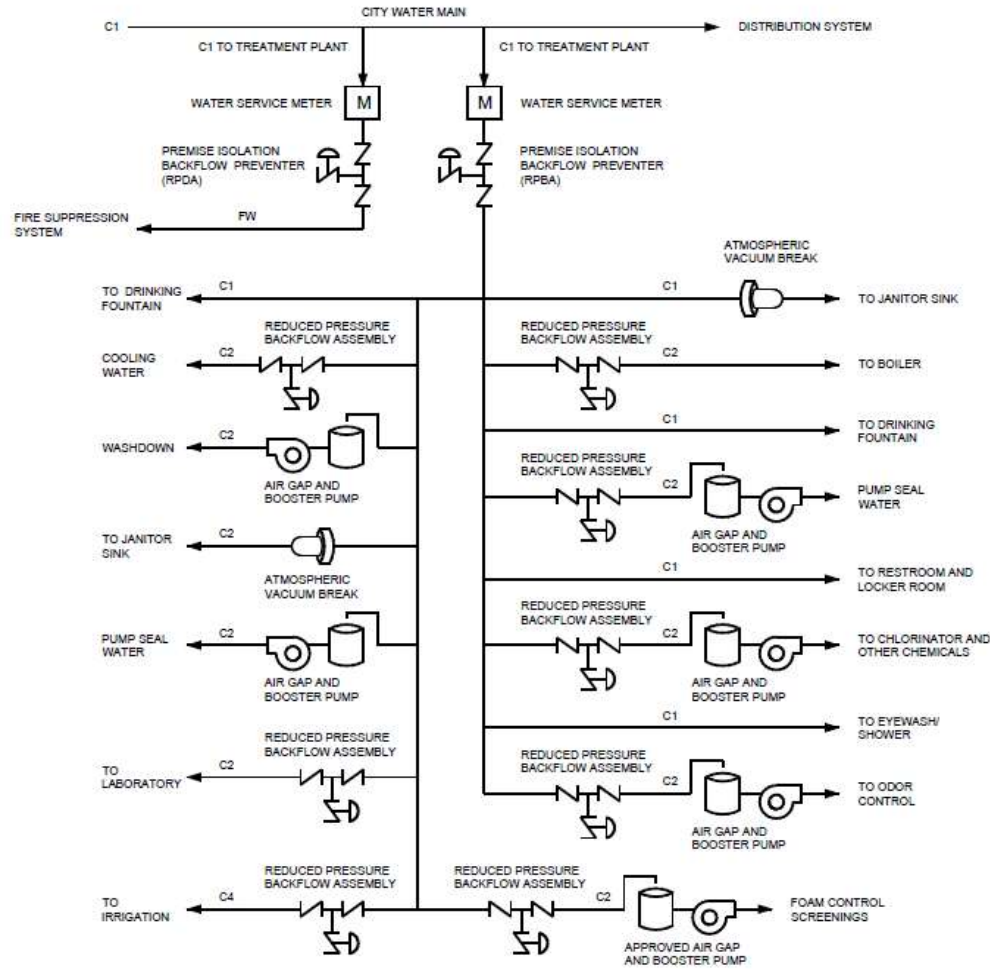 CITY WATER MAIN
C1
DISTRIBUTION SYSTEM
C1 TO TREATMENT PLANT
C1 TO TREATMENT PLANT
WATER SERVICE METER
M
M
WATER SERVICE METER
PREMISE ISOLATION
BACKFLOW PREVENTER
(RPDA)
PREMISE ISOLATION
BACKFLOW PREVENTER
(RPBA)
FIRE SUPPRESSION
SYSTEM
FW
ATMOSPHERIC
VACUUM BREAK
TO DRINKING
FOUNTAIN
C1
C1
TO JANITOR SINK
REDUCED PRESSURE
BACKFLOW ASSEMBLY
REDUCED PRESSURE
BACKFLOW ASSEMBLY
COOLING
WATER
C2
C2
TO BOILER
C1
TO DRINKING
FOUNTAIN
WASHDOWN
C2
AIR GAP AND
BOOSTER PUMP
REDUCED PRESSURE
BACKFLOW ASSEMBLY
C2
PUMP SEAL
WATER
AIR GAP AND
BOOSTER PUMP
TO JANITOR
SINK
C2
ATMOSPHERIC
VACUUM BREAK
C1
TO RESTROOM AND
LOCKER ROOM
REDUCED PRESSURE
BACKFLOW ASSEMBLY
PUMP SEAL
WATER
C2
AIR GAP AND
BOOSTER PUMP
C2
TO CHLORINATOR AND
OTHER CHEMICALS
AIR GAP AND
BOOSTER PUMP
C1
TO EYEWASH/
SHOWER
REDUCED PRESSURE
BACKFLOW ASSEMBLY
TO
LABORATORY
C2
REDUCED PRESSURE
BACKFLOW ASSEMBLY
C2
TO ODOR
CONTROL
AIR GAP AND
BOOSTER PUMP
REDUCED PRESSURE
BACKFLOW ASSEMBLY
REDUCED PRESSURE
BACKFLOW ASSEMBLY
TO
IRRIGATION
C4
C2
FOAM CONTROL
SCREENINGS
APPROVED AIR GAP
AND BOOSTER PUMP